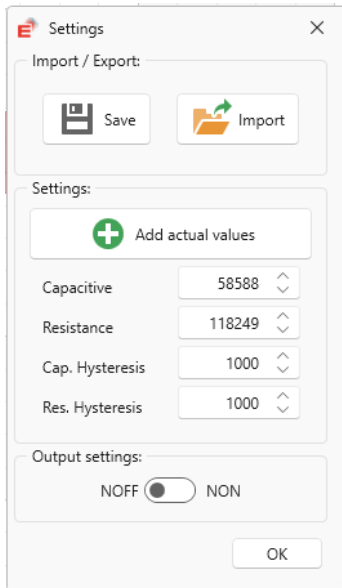 E
Settings
Import / Export:
Save
Import
Settings:
Add actual values
Capacitive 58588
Resistance 118249
Cap. Hysteresis 1000
Res. Hysteresis 1000
Output settings:
NOFF NON
OK